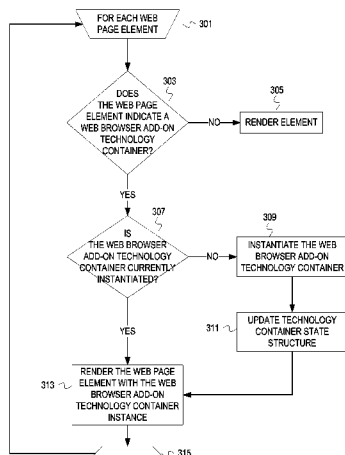 FOR EACH WEB
PAGE ELEMENT
301
DOES
THE WEB PAGE
ELEMENT INDICATE A
WEB BROWSER ADD-ON
TECHNOLOGY
CONTAINER?
303
NO
305
RENDER ELEMENT
YES
IS
THE WEB BROWSER
ADD-ON TECHNOLOGY
CONTAINER CURRENTLY
INSTANTIATED?
307
NO
309
INSTANTIATE THE WEB
BROWSER ADD-ON
TECHNOLOGY CONTAINER
311
UPDATE TECHNOLOGY
CONTAINER STATE
STRUCTURE
YES
313
RENDER THE WEB PAGE
ELEMENT WITH THE WEB
BROWSER ADD-ON
TECHNOLOGY CONTAINER
INSTANCE
315